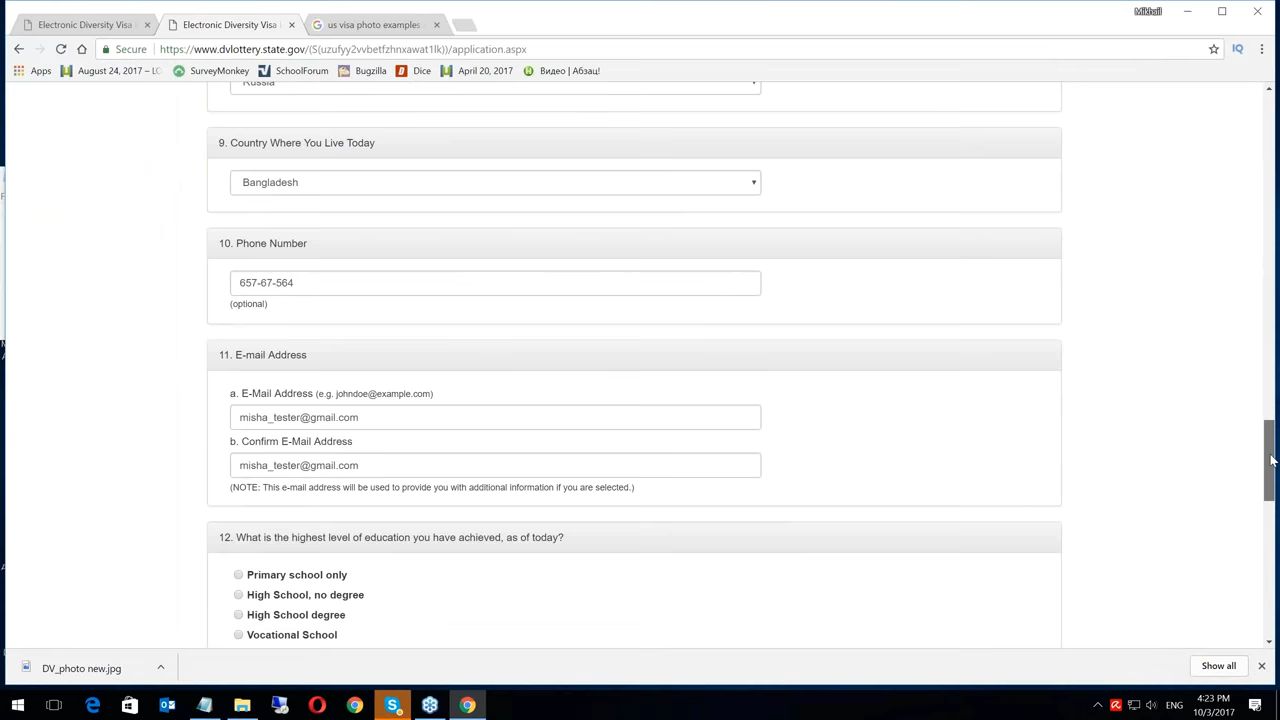 Mikhail
Electronic Diversity Visa
Electronic Diversity Visa
us visa photo examples
Secure
https://www.dvlottery.state.gov/(S(uzufyy2vvbetfzhnxawat1lk))/application.aspx
Apps
August 24, 2017 – LO
SurveyMonkey
SchoolForum
Bugzilla
Dice
April 20, 2017
Видео | Абзац!
Russia
9. Country Where You Live Today
Bangladesh
10. Phone Number
657-67-564
(optional)
11. E-mail Address
a. E-Mail Address (e.g. johndoe@example.com)
misha_tester@gmail.com
b. Confirm E-Mail Address
misha_tester@gmail.com
(NOTE: This e-mail address will be used to provide you with additional information if you are selected.)
12. What is the highest level of education you have achieved, as of today?
Primary school only
High School, no degree
High School degree
Vocational School
DV_photo new.jpg
Show all
ENG
4:23 PM
10/3/2017